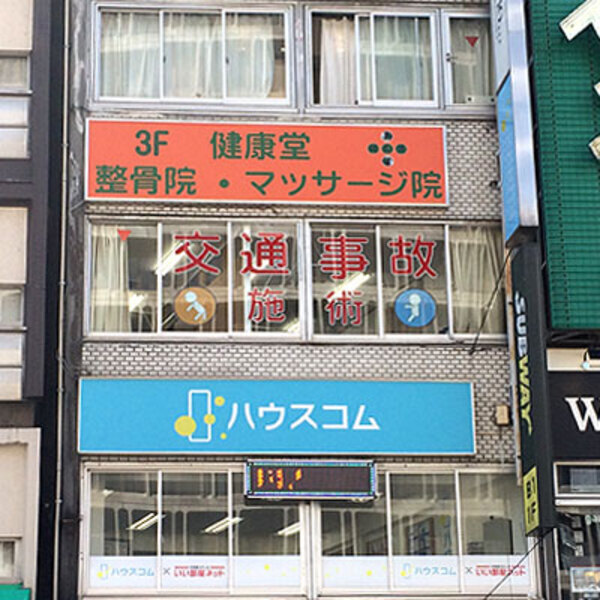 3F 健康堂
整骨院・マッサージ院
交通事故
施術
ハウスコム
SUBWAY
B1
1F
W
ハウスコム × いい部屋ネット
ハウスコム × いい部屋ネット